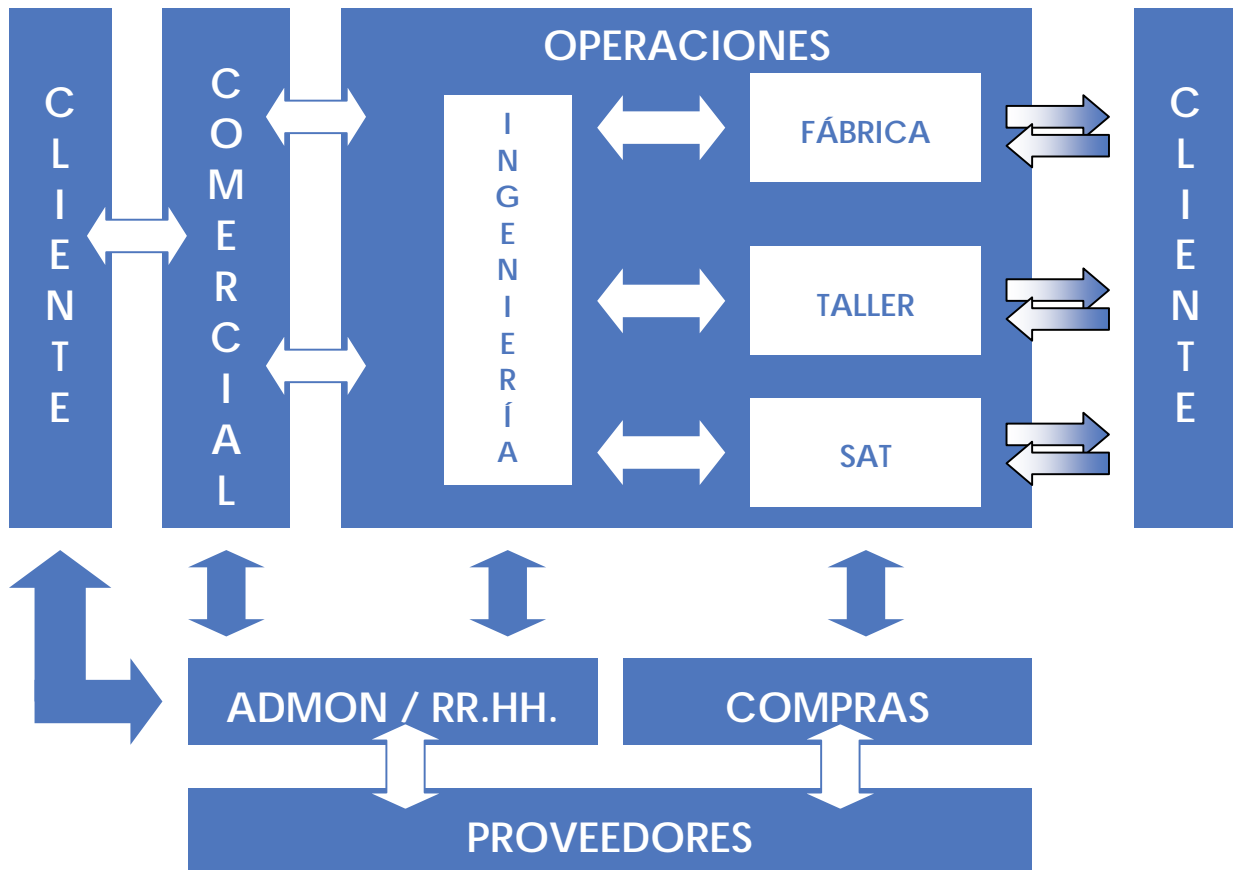 CLIENTE
COMERCIAL
OPERACIONES
INGENIERÍA
FÁBRICA
TALLER
SAT
CLIENTE
ADMON / RR.HH.
COMPRAS
PROVEEDORES